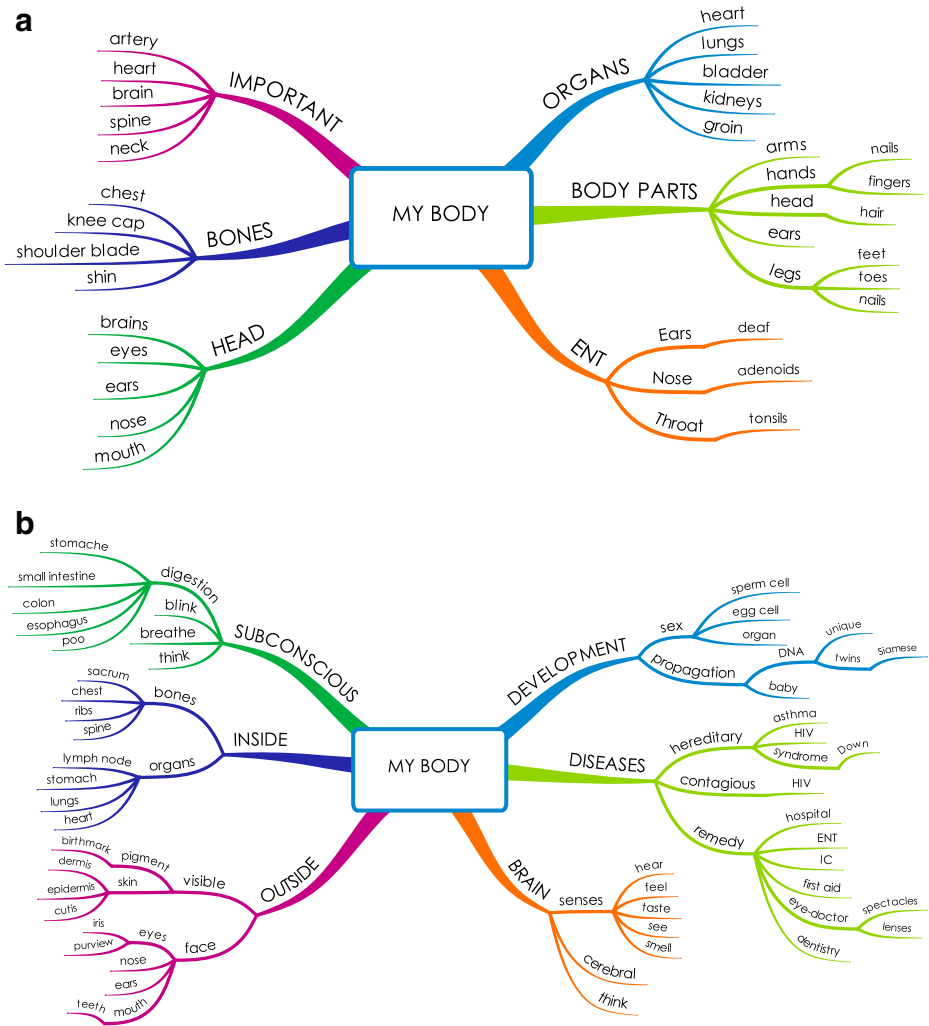 a
artery
heart
brain
spine
neck
IMPORTANT
chest
knee cap
shoulder blade
shin
BONES
brains
eyes
ears
nose
mouth
HEAD
MY BODY
ORGANS
heart
lungs
bladder
kidneys
groin
BODY PARTS
arms
hands
nails
fingers
head
hair
ears
legs
feet
toes
nails
ENT
Ears
deaf
Nose
adenoids
Throat
tonsils
b
stomache
small intestine
colon
esophagus
poo
digestion
blink
breathe
think
SUBCONSCIOUS
sacrum
chest
ribs
spine
bones
lymph node
stomach
lungs
heart
organs
INSIDE
birthmark
pigment
dermis
epidermis
cutis
skin
visible
iris
purview
eyes
nose
ears
teeth
mouth
face
OUTSIDE
MY BODY
DEVELOPMENT
sex
sperm cell
egg cell
organ
propagation
DNA
unique
twins
Siamese
baby
DISEASES
hereditary
asthma
HIV
syndrome
Down
contagious
HIV
remedy
hospital
ENT
IC
first aid
eye-doctor
spectacles
lenses
dentistry
BRAIN
senses
hear
feel
taste
see
smell
cerebral
think